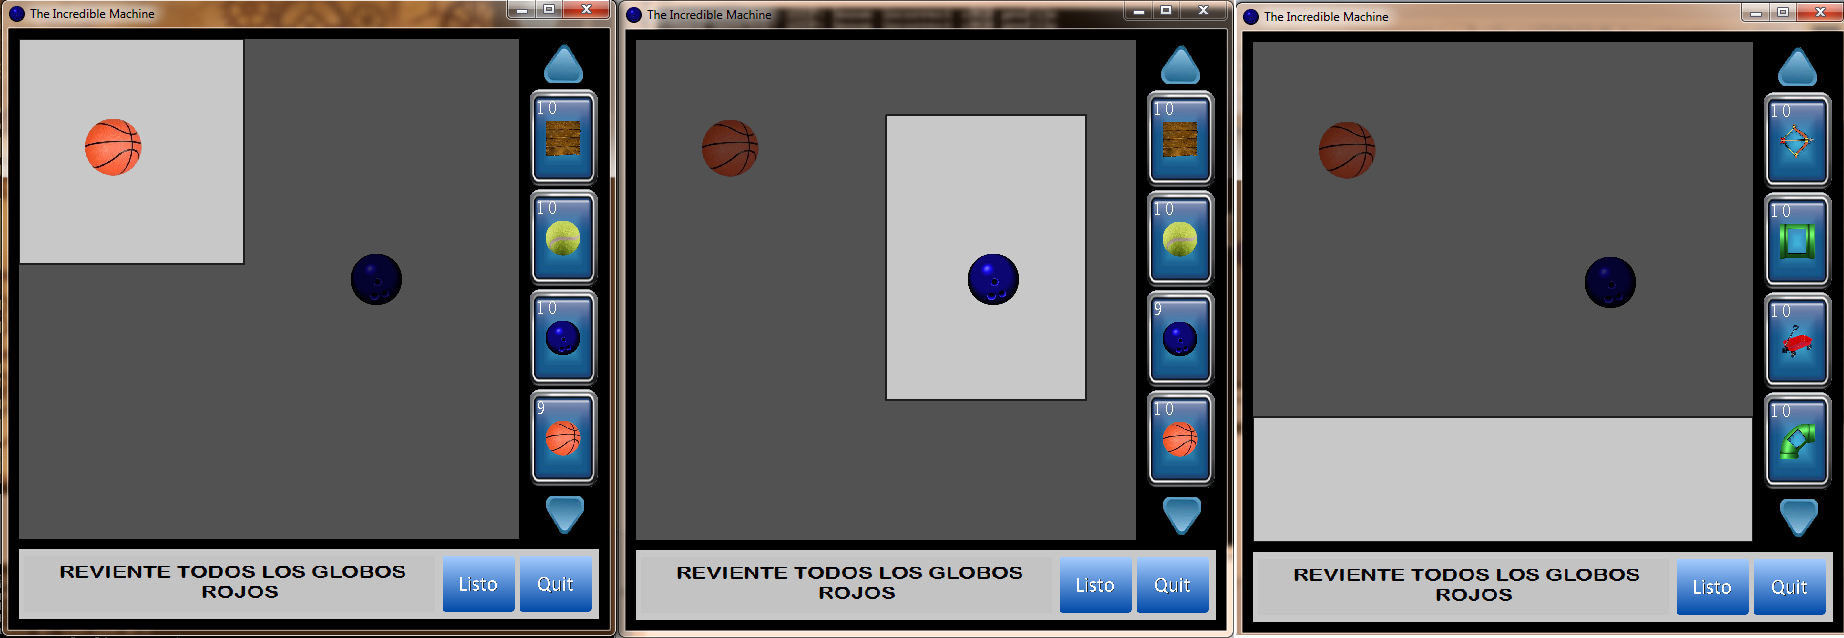 The Incredible Machine
10
10
10
9
REVIENTE TODOS LOS GLOBOS
ROJOS
Listo
Quit
The Incredible Machine
10
10
9
10
REVIENTE TODOS LOS GLOBOS
ROJOS
Listo
Quit
The Incredible Machine
10
10
10
10
REVIENTE TODOS LOS GLOBOS
ROJOS
Listo
Quit